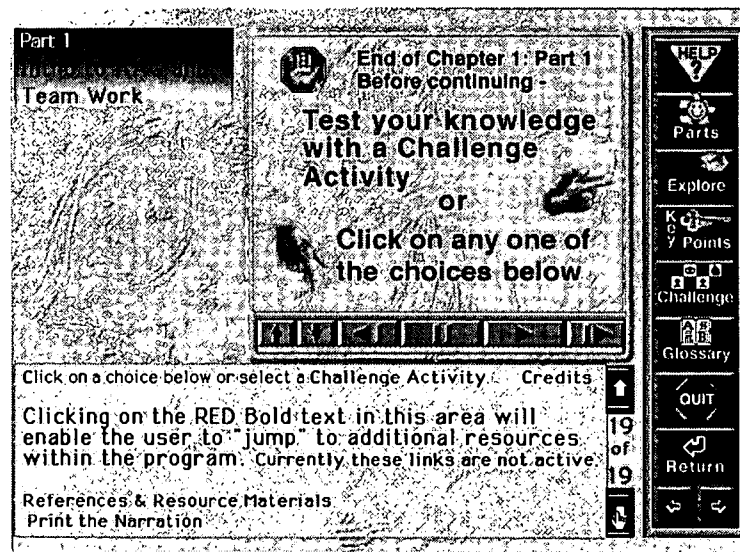 Part 1
Team Work
End of Chapter 1: Part 1
Before continuing -
Test your knowledge
with a Challenge
Activity
or
Click on any one of
the choices below
Click on a choice below or select a Challenge Activity. Credits
Clicking on the RED Bold text in this area will
enable the user to "jump" to additional resources
within the program. Currently these links are not active.
References & Resource Materials
Print the Narration
19
of
19
HELP
?
Parts
Explore
Key Points
Challenge
Glossary
QUIT
Return